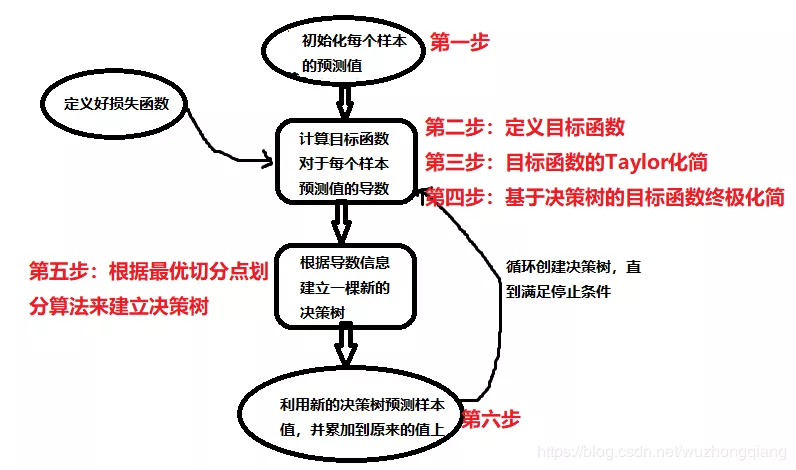 初始化每个样本
的预测值
第一步
定义好损失函数
计算目标函数
对于每个样本
预测值的导数
第二步：定义目标函数
第三步：目标函数的Taylor化简
第四步：基于决策树的目标函数终极化简
第五步：根据最优切分点划
分算法来建立决策树
根据导数信息
建立一棵新的
决策树
循环创建决策树，直
到满足停止条件
利用新的决策树预测样本
值，并累加到原来的值上
第六步
https://blog.csdn.net/wuzhongqiang